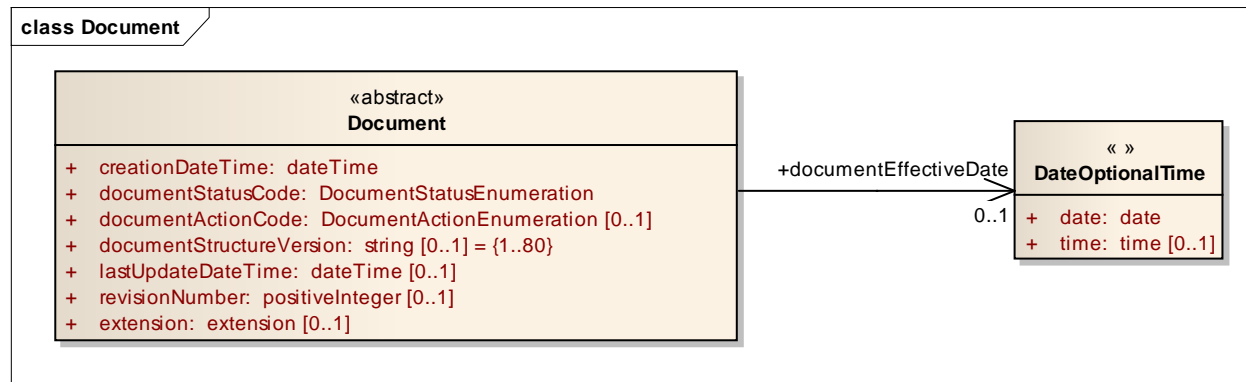 class Document
«abstract»
Document
+ creationDateTime: dateTime
+ documentStatusCode: DocumentStatusEnumeration
+ documentActionCode: DocumentActionEnumeration [0..1]
+ documentStructureVersion: string [0..1] = {1..80}
+ lastUpdateDateTime: dateTime [0..1]
+ revisionNumber: positiveInteger [0..1]
+ extension: extension [0..1]
+documentEffectiveDate
0..1
« »
DateOptionalTime
+ date: date
+ time: time [0..1]